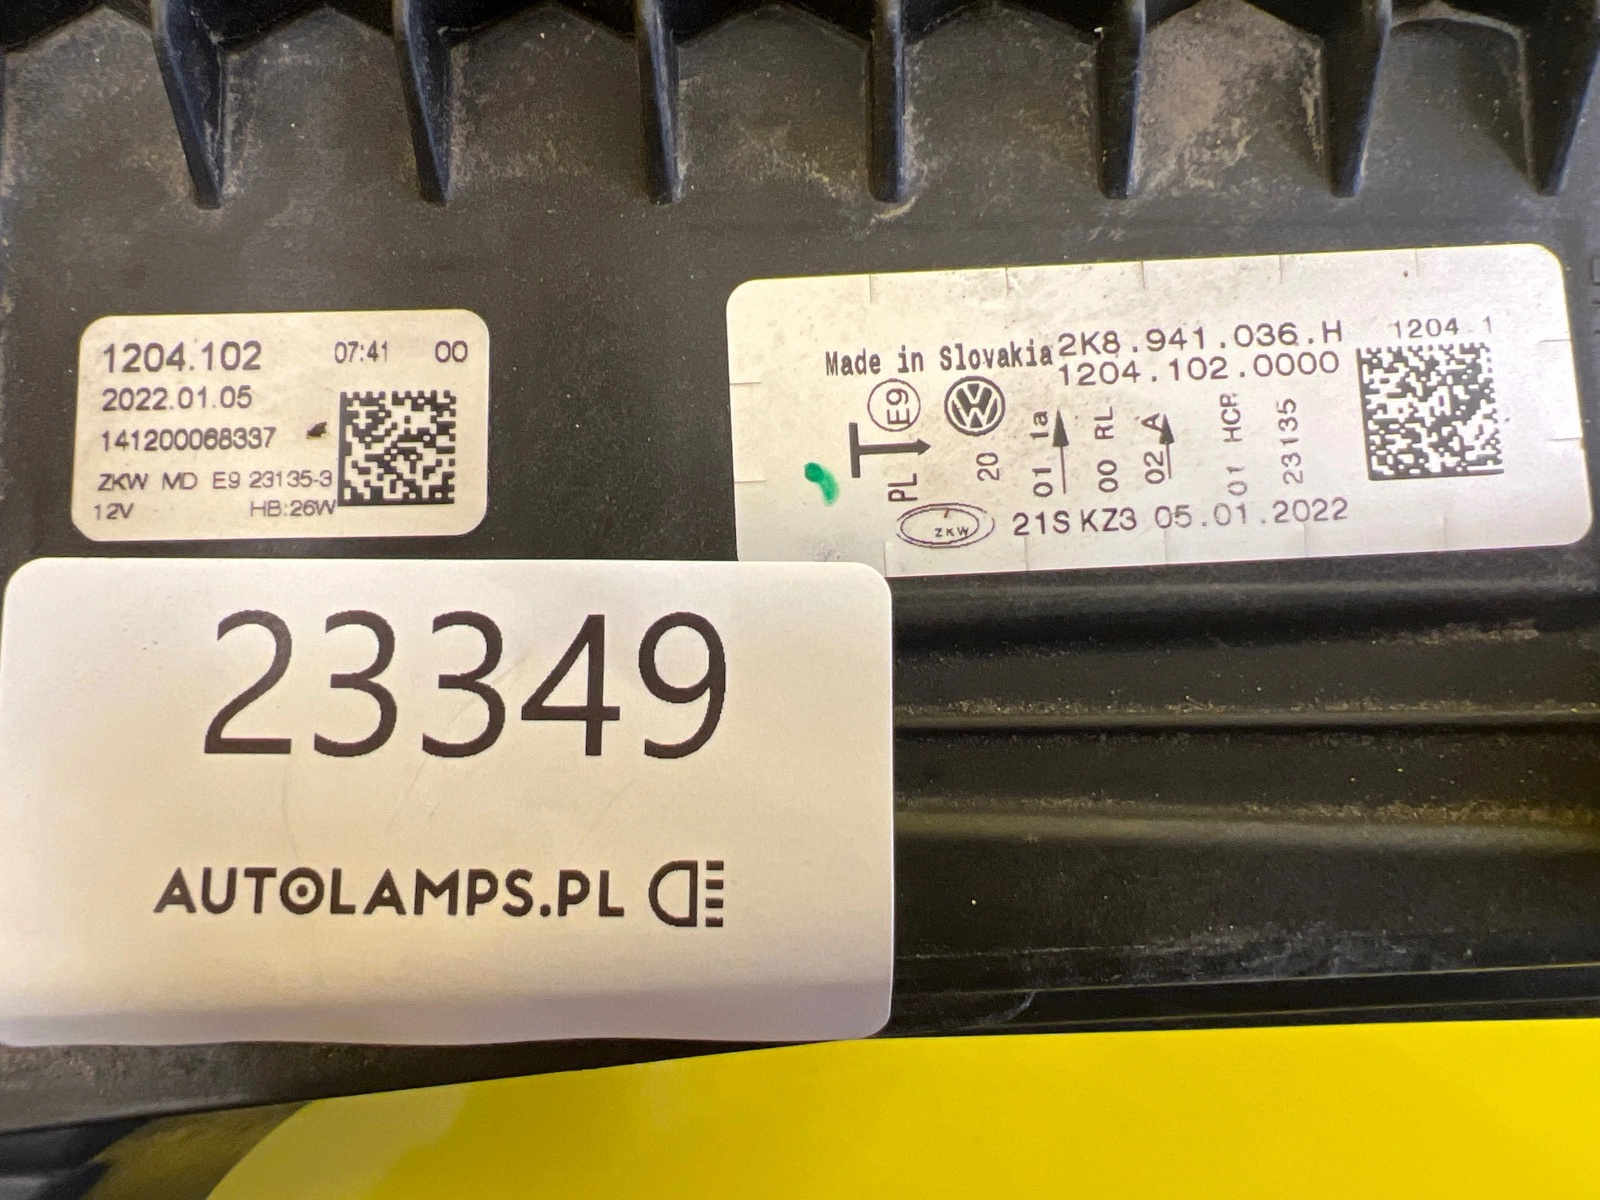 1204.102 07:41 00
2022.01.05
141200068337
ZKW MD E9 23135-3
12V HB:26W
Made in Slovakia 2K8.941.036.H 1204 1
1204.102.0000
E9
PL
20
01 1a
00 RL
02 A
01 HCR
23135
ZKW 21S KZ3 05.01.2022
23349
AUTOLAMPS.PL